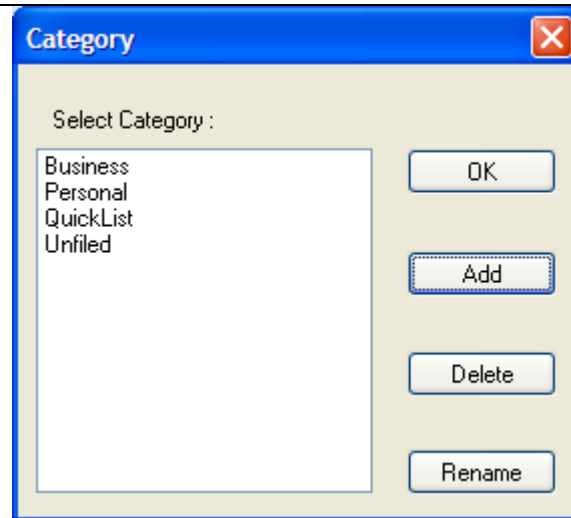 Category
Select Category :
Business
Personal
QuickList
Unfiled
OK
Add
Delete
Rename